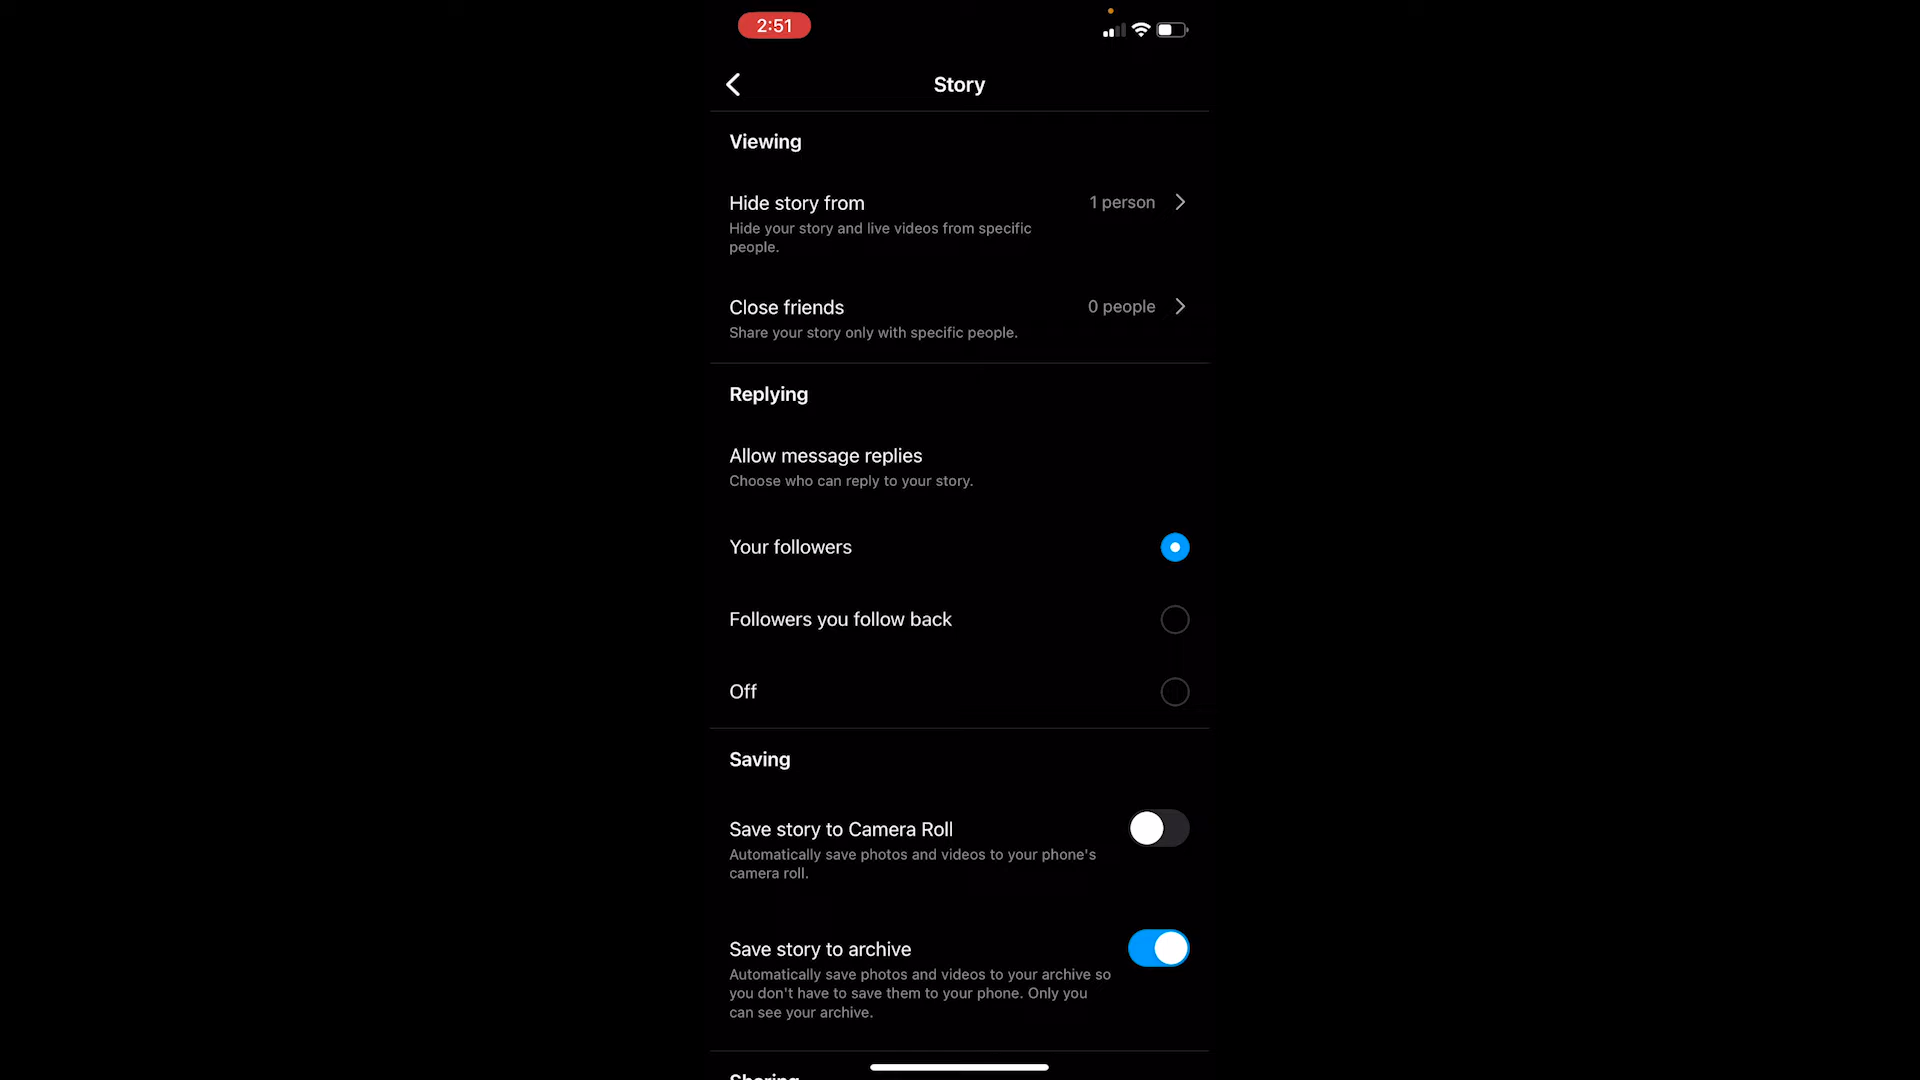 2:51
Story
Viewing
Hide story from
1 person
Hide your story and live videos from specific
people.
Close friends
0 people
Share your story only with specific people.
Replying
Allow message replies
Choose who can reply to your story.
Your followers
Followers you follow back
Off
Saving
Save story to Camera Roll
Automatically save photos and videos to your phone's
camera roll.
Save story to archive
Automatically save photos and videos to your archive so
you don't have to save them to your phone. Only you
can see your archive.
Sharing